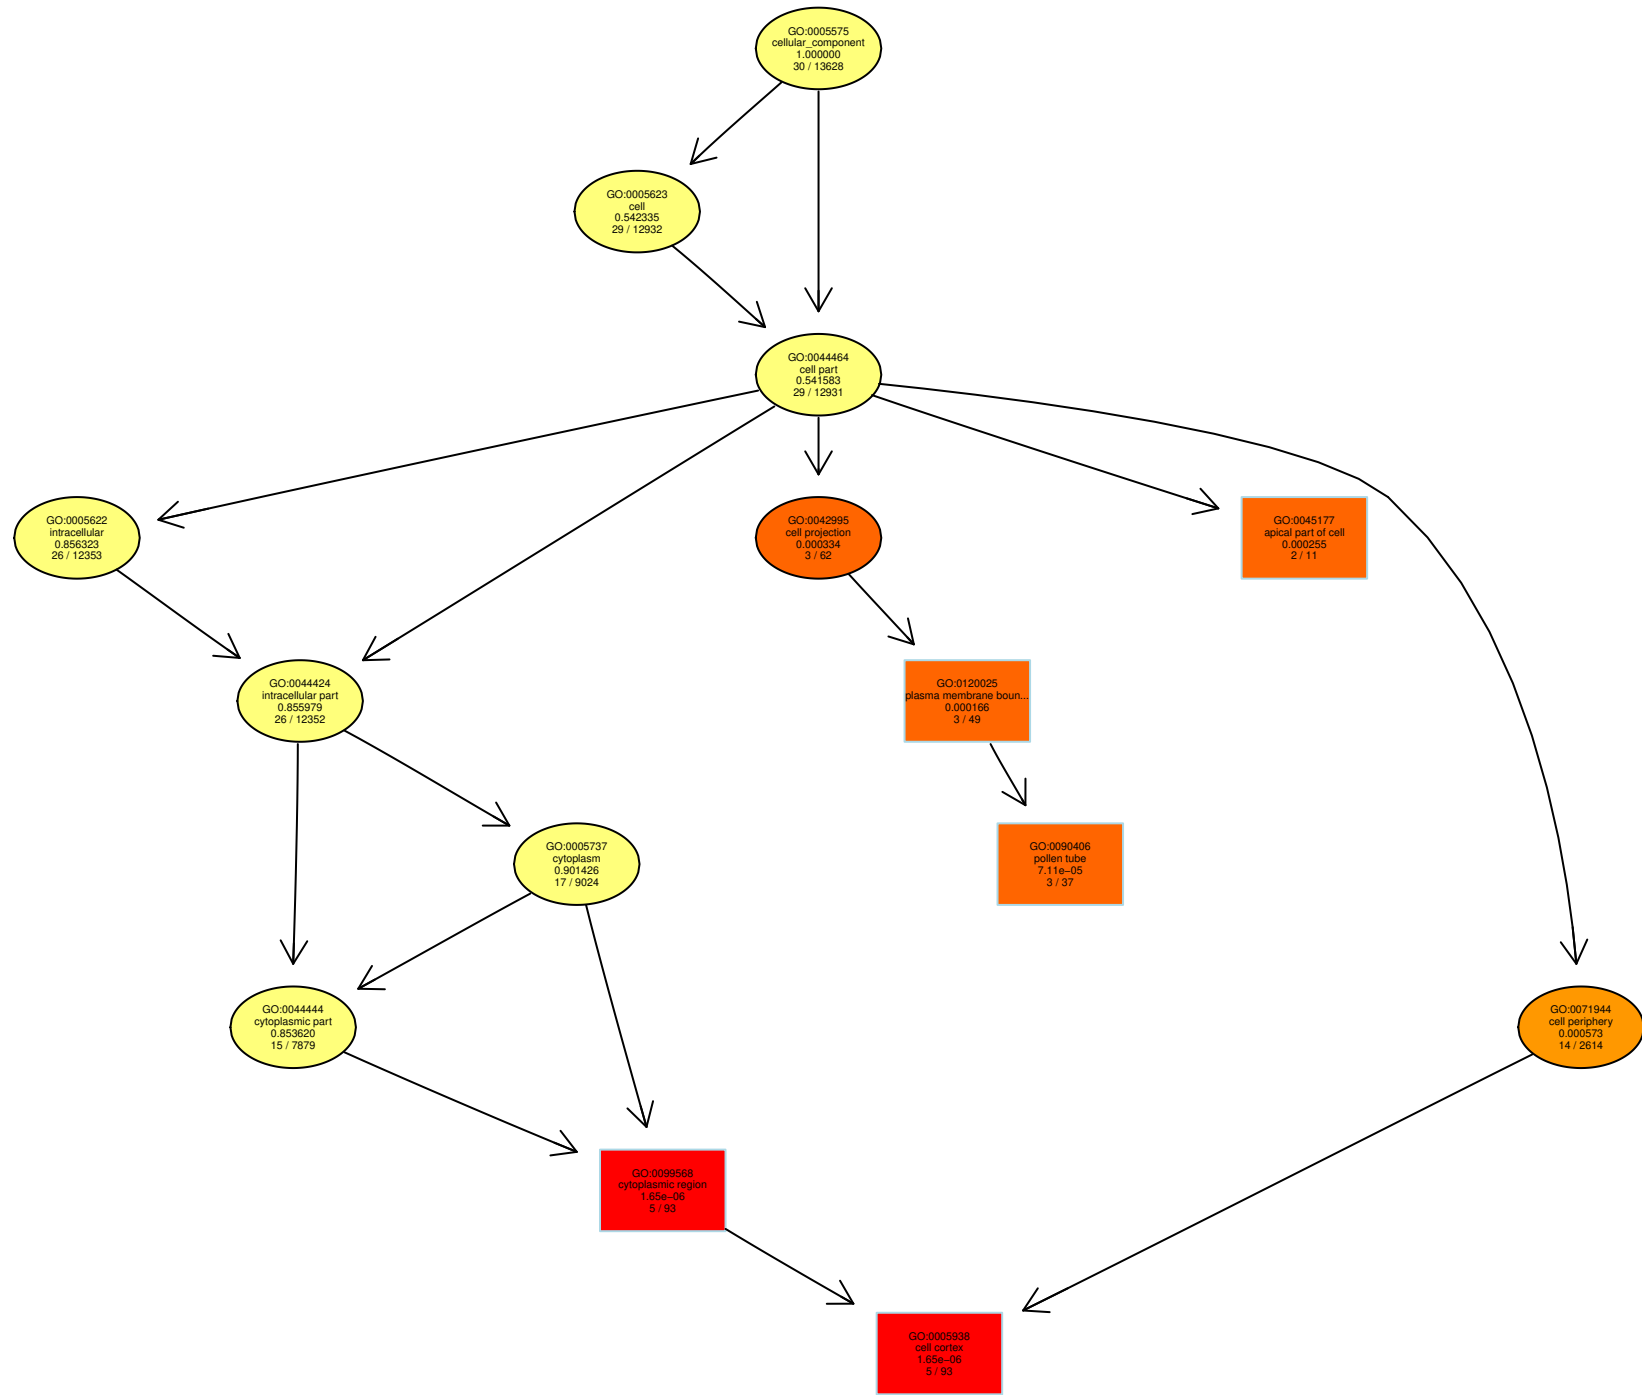 GO:0005575
cellular_component
1.000000
30 / 13628
GO:0005623
cell
0.542335
29 / 12932
GO:0044464
cell part
0.541583
29 / 12931
GO:0005622
intracellular
0.856323
26 / 12353
GO:0042995
cell projection
0.000334
3 / 62
GO:0045177
apical part of cell
0.000255
2 / 11
GO:0044424
intracellular part
0.855979
26 / 12352
GO:0120025
plasma membrane boun...
0.000166
3 / 49
GO:0005737
cytoplasm
0.901426
17 / 9024
GO:0090406
pollen tube
7.11e−05
3 / 37
GO:0044444
cytoplasmic part
0.853620
15 / 7879
GO:0071944
cell periphery
0.000573
14 / 2614
GO:0099568
cytoplasmic region
1.65e−06
5 / 93
GO:0005938
cell cortex
1.65e−06
5 / 93